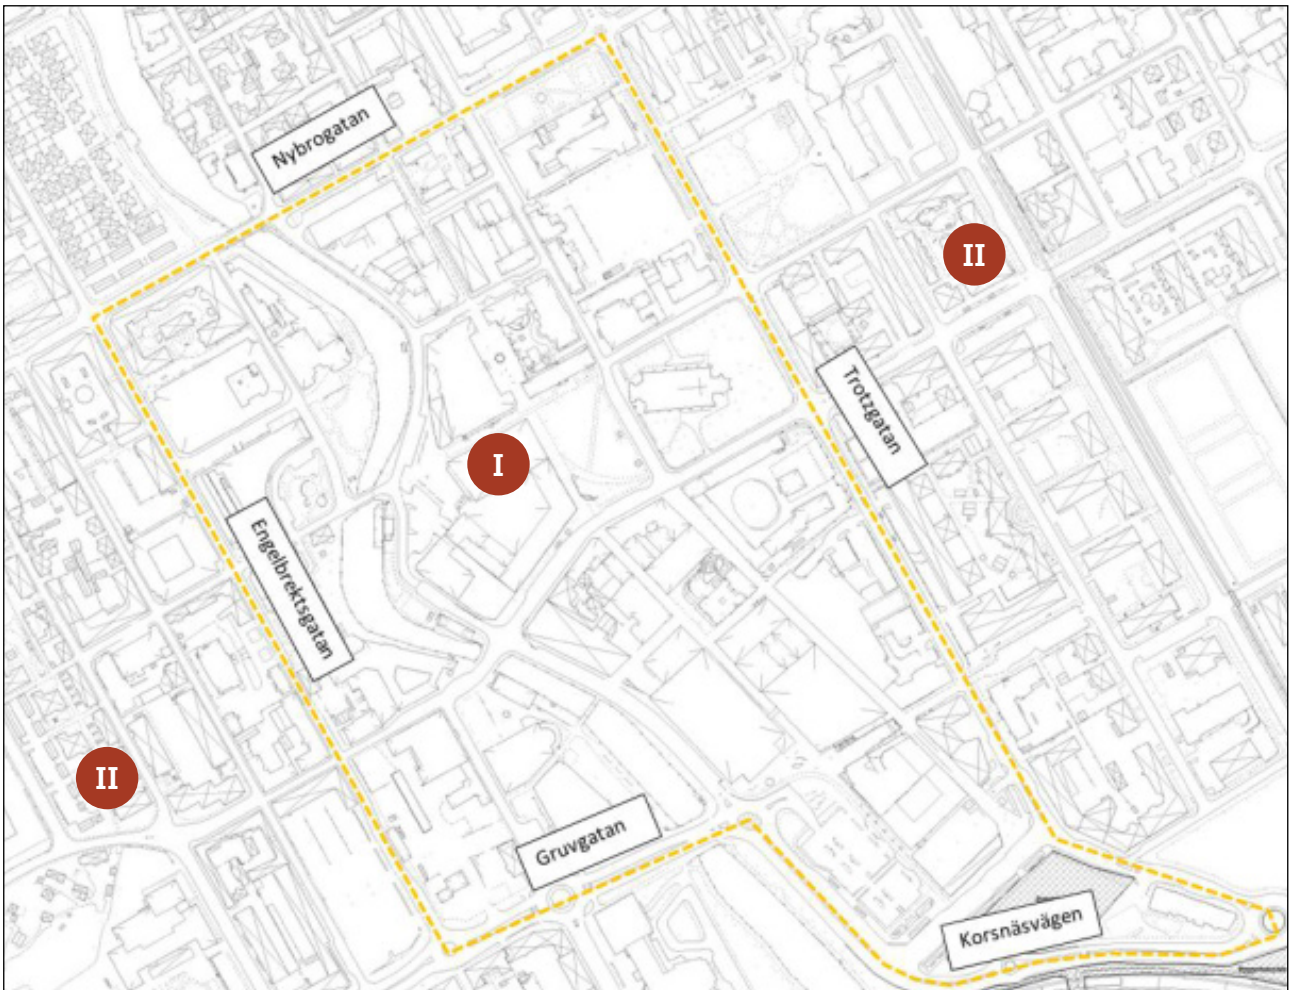 Nybrogatan
II
Trotzgatan
I
Engelbrektsgatan
II
Gruvgatan
Korsnäsvägen